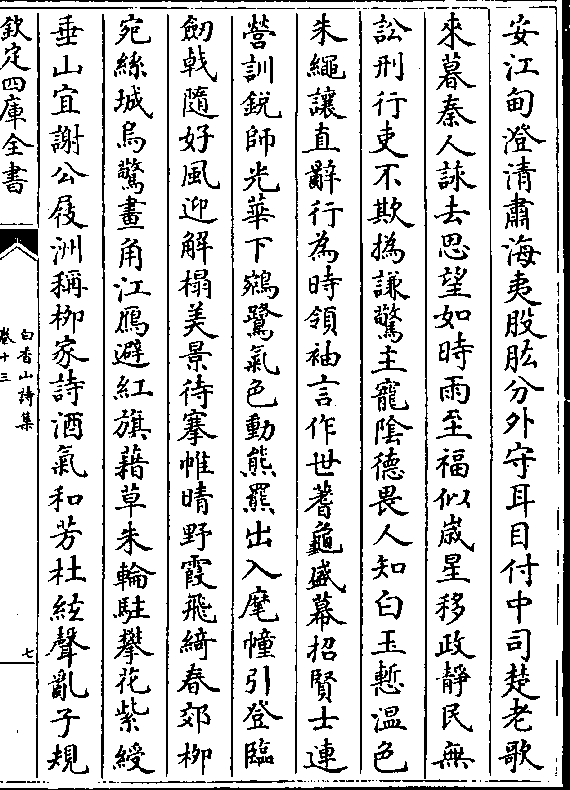 安江甸澄清肅海夷股肱分外守耳目付中司楚老歌
來暮秦人詠去思望如時雨至福似嵗星移政靜民無
訟刑行吏不欺撝謙驚主寵陰德畏人知白玉慙溫色
朱繩讓直辭行為時領袖言作世蓍龜盛幕招賢士連
營訓鋭師光華下鵷鷺氣色動熊羆出入麾幢引登臨
劒㦸隨好風迎解榻美景待搴帷晴野霞飛綺春郊柳
宛絲城烏驚畫角江鴈避紅旗藉草朱輪駐攀花紫綬
垂山宜謝公屐洲稱柳家詩酒氣和芳杜絃聲亂子規
欽定四庫全書
白香山詩集
卷十三
七